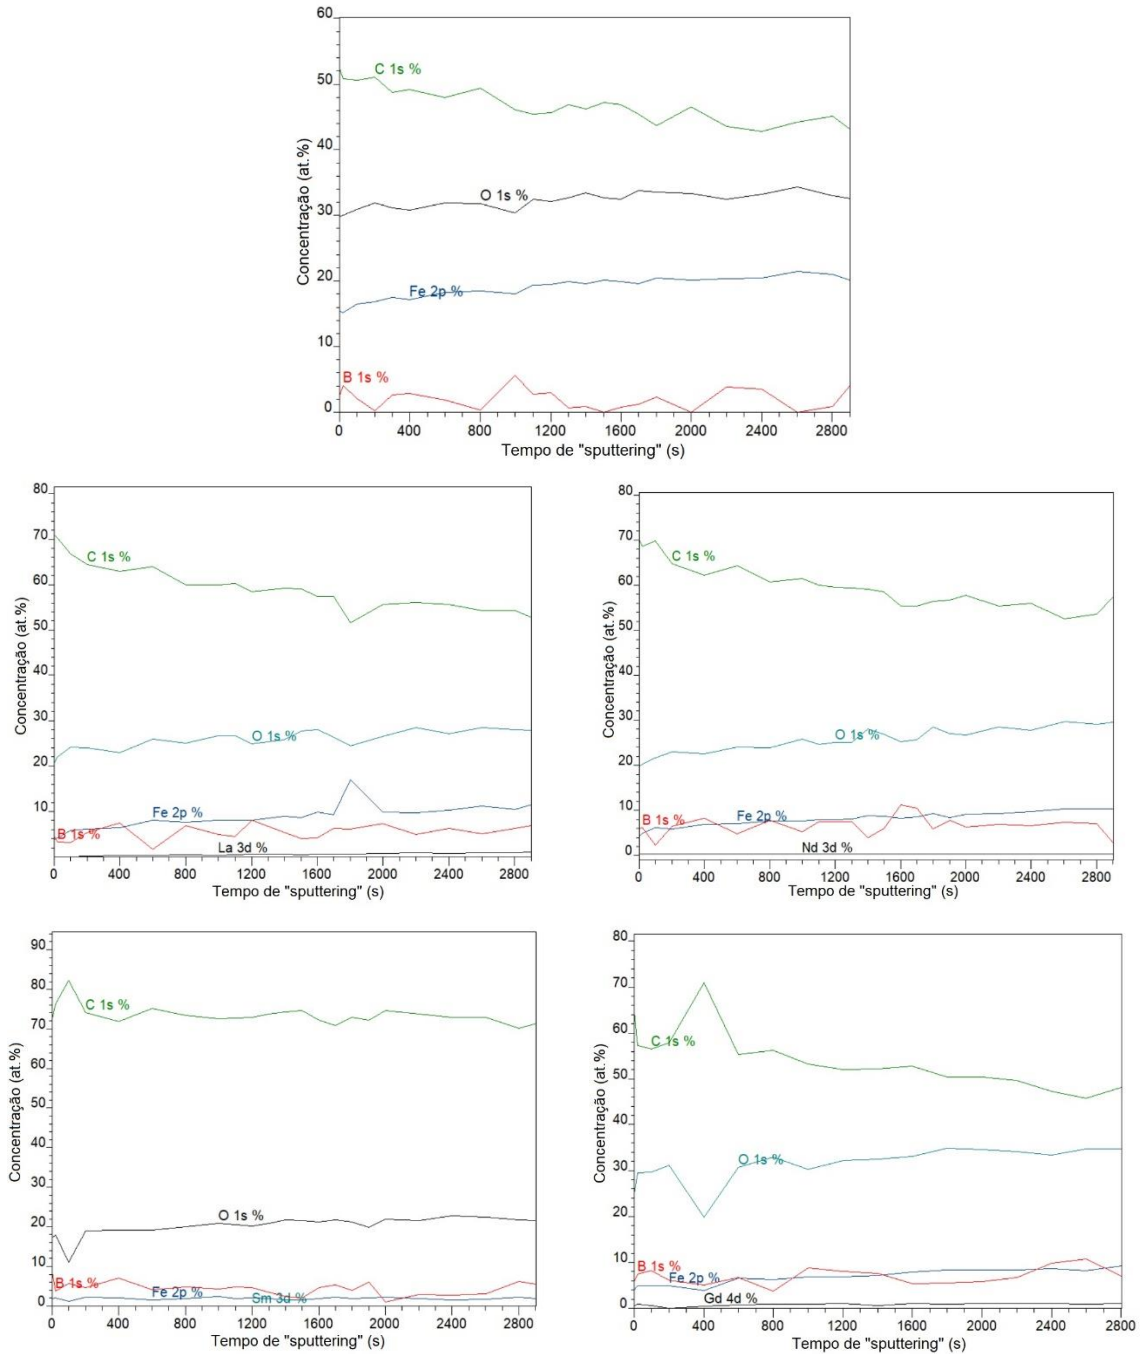 60
C 1s %
50
40
O 1s %
30
20
Fe 2p %
10
B 1s %
0
Concentração (at.%)
0 400 800 1200 1600 2000 2400 2800
Tempo de "sputtering" (s)
80
70
C 1s %
60
50
40
30
O 1s %
20
10
Fe 2p %
B 1s %
La 3d %
Concentração (at.%)
0 400 800 1200 1600 2000 2400 2800
Tempo de "sputtering" (s)
80
70
C 1s %
60
50
40
30
O 1s %
20
10
Fe 2p %
B 1s %
Nd 3d %
0
Concentração (at.%)
0 400 800 1200 1600 2000 2400 2800
Tempo de "sputtering" (s)
90
80
C 1s %
70
60
50
40
30
O 1s %
20
10
B 1s %
Fe 2p %
Sm 3d %
0
Concentração (at.%)
0 400 800 1200 1600 2000 2400 2800
Tempo de "sputtering" (s)
80
70
60
C 1s %
50
40
O 1s %
30
20
10
B 1s %
Fe 2p %
Gd 4d %
0
Concentração (at.%)
0 400 800 1200 1600 2000 2400 2800
Tempo de "sputtering" (s)